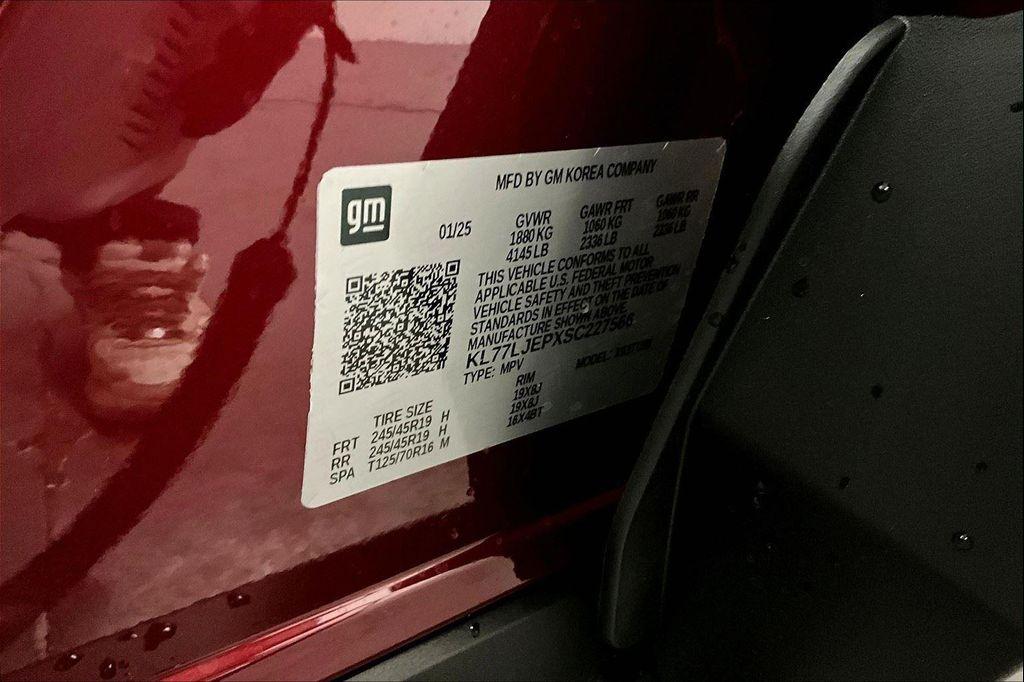 gm
MFD BY GM KOREA COMPANY
01/25
GVWR GAWR FRT GAWR RR
1880 KG 1060 KG 1060 KG
4145 LB 2336 LB 2336 LB
THIS VEHICLE CONFORMS TO ALL
APPLICABLE U.S. FEDERAL MOTOR
VEHICLE SAFETY AND THEFT PREVENTION
STANDARDS IN EFFECT ON THE DATE OF
MANUFACTURE SHOWN ABOVE
KL77LJEPXSC227566
TYPE: MPV MODEL:
TIRE SIZE RIM
FRT 245/45R19 H 19X8J
RR 245/45R19 H 19X8J
SPA T125/70R16 M 16X4BT